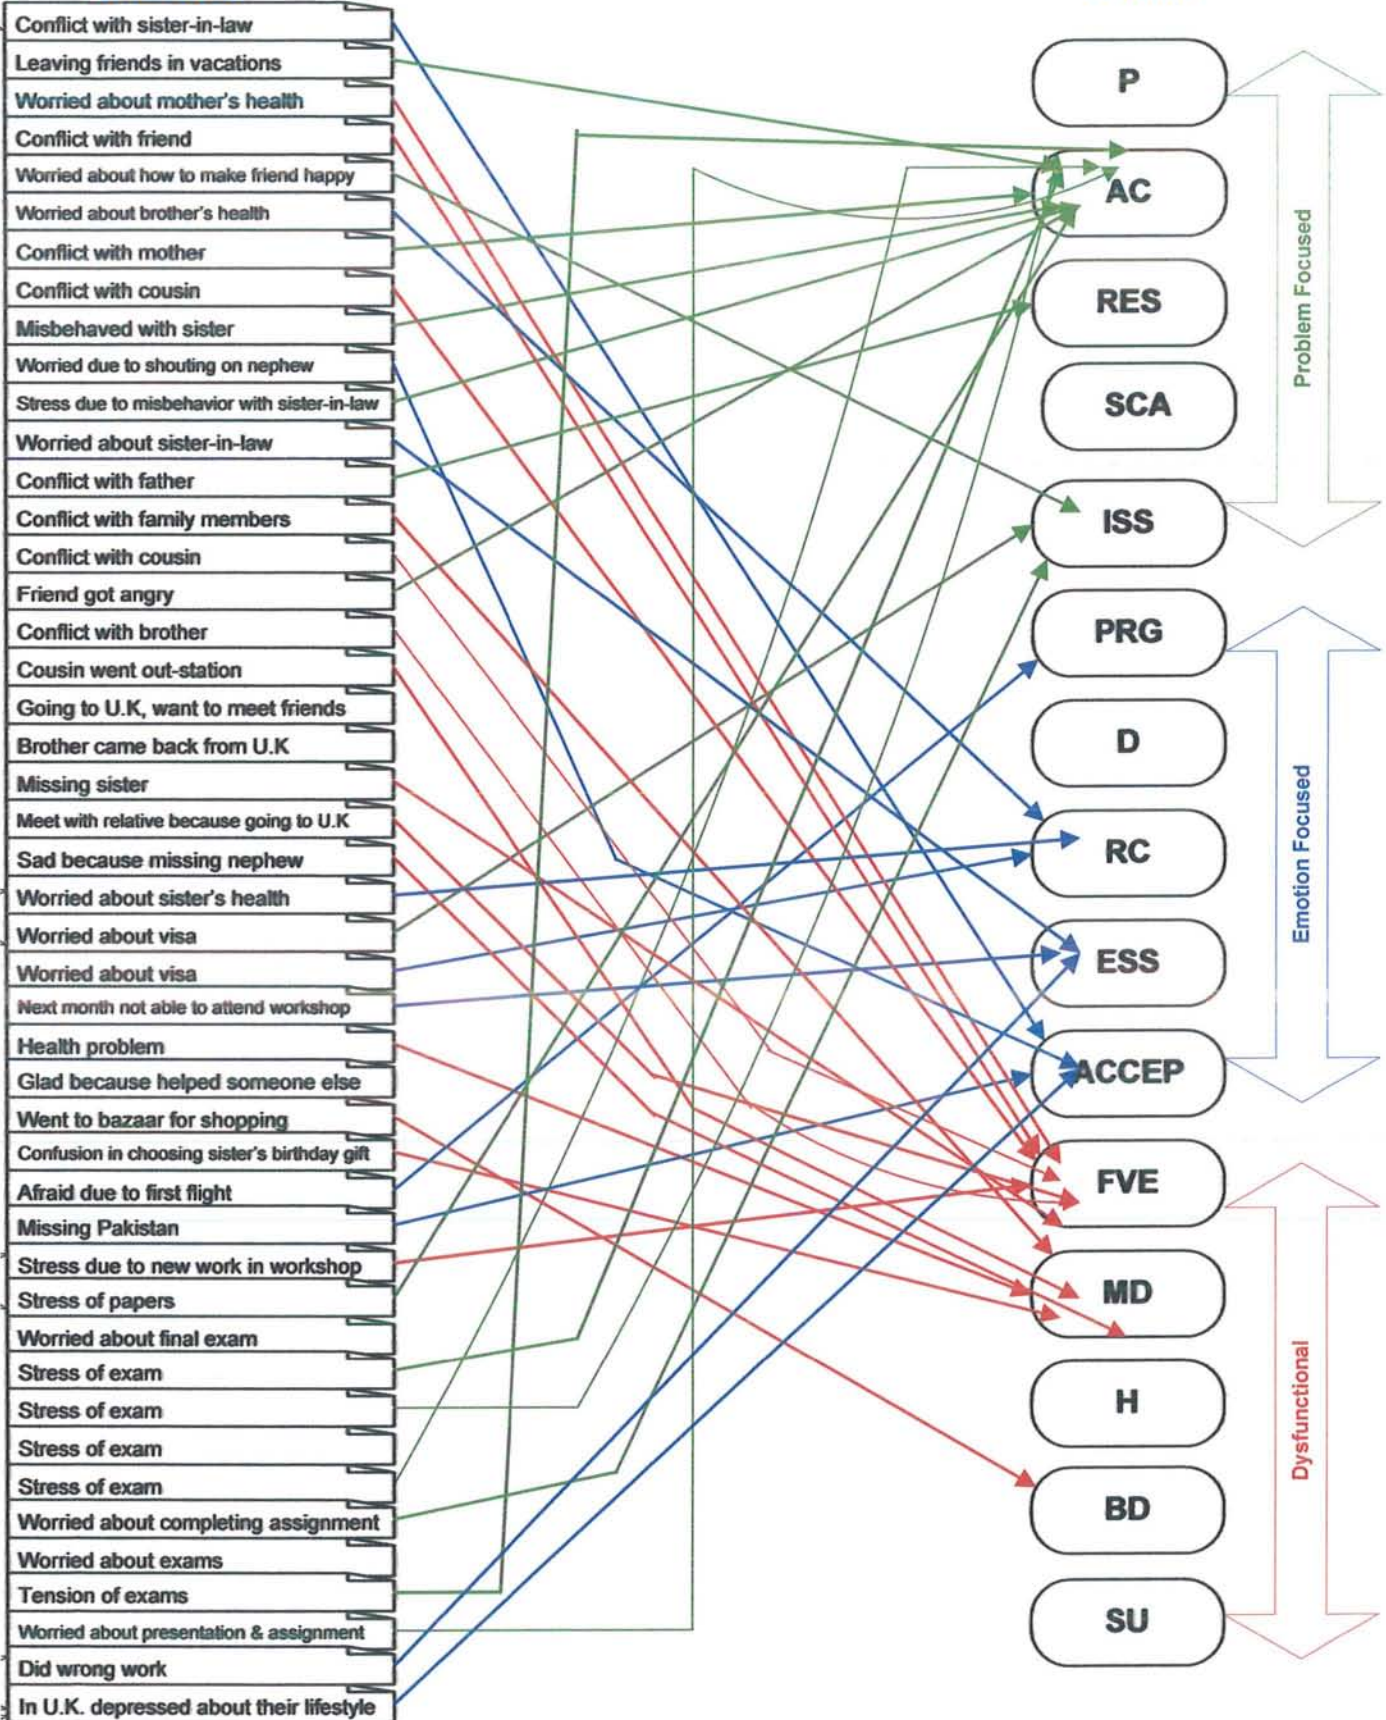 Conflict with sister-in-law
Leaving friends in vacations
Worried about mother's health
Conflict with friend
Worried about how to make friend happy
Worried about brother's health
Conflict with mother
Conflict with cousin
Misbehaved with sister
Worried due to shouting on nephew
Stress due to misbehavior with sister-in-law
Worried about sister-in-law
Conflict with father
Conflict with family members
Conflict with cousin
Friend got angry
Conflict with brother
Cousin went out-station
Going to U.K, want to meet friends
Brother came back from U.K
Missing sister
Meet with relative because going to U.K
Sad because missing nephew
Worried about sister's health
Worried about visa
Worried about visa
Next month not able to attend workshop
Health problem
Glad because helped someone else
Went to bazaar for shopping
Confusion in choosing sister's birthday gift
Afraid due to first flight
Missing Pakistan
Stress due to new work in workshop
Stress of papers
Worried about final exam
Stress of exam
Stress of exam
Stress of exam
Stress of exam
Worried about completing assignment
Worried about exams
Tension of exams
Worried about presentation & assignment
Did wrong work
In U.K. depressed about their lifestyle
P
AC
RES
SCA
ISS
PRG
D
RC
ESS
ACCEP
FVE
MD
H
BD
SU
Problem Focused
Emotion Focused
Dysfunctional